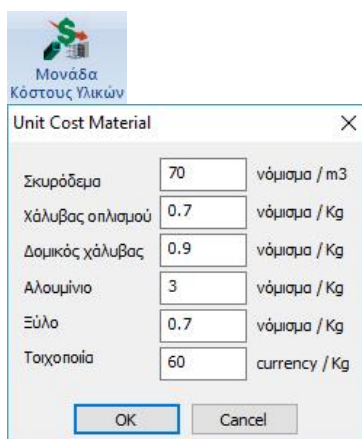 Μονάδα
Κόστους Υλικών
Unit Cost Material
Σκυρόδεμα 70 νόμισμα / m3
Χάλυβας οπλισμού 0.7 νόμισμα / Kg
Δομικός χάλυβας 0.9 νόμισμα / Kg
Αλουμίνιο 3 νόμισμα / Kg
Ξύλο 0.7 νόμισμα / Kg
Τοιχοποιία 60 currency / Kg
OK Cancel